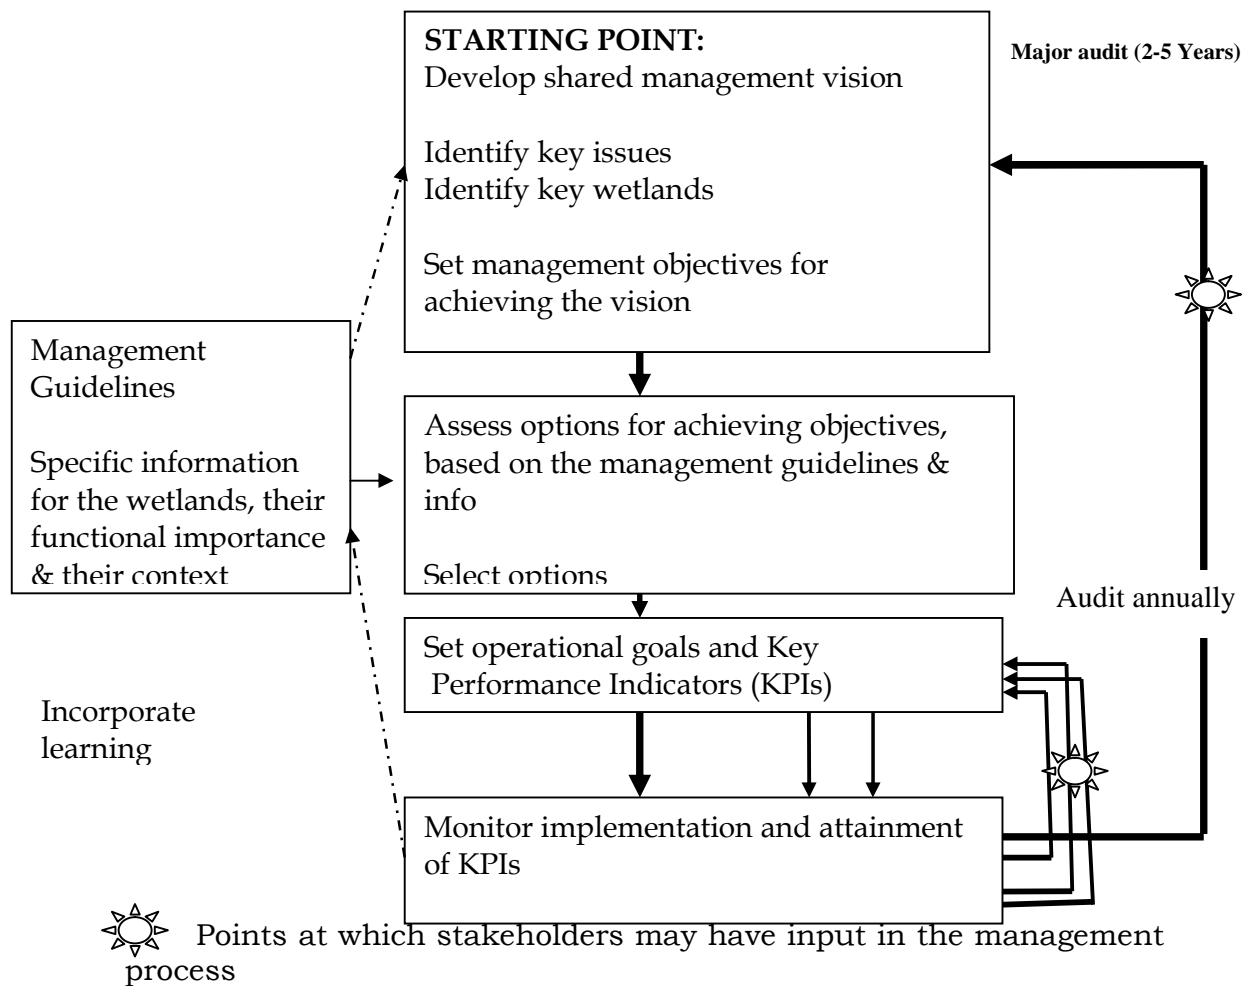 STARTING POINT:
Develop shared management vision
Identify key issues
Identify key wetlands
Set management objectives for
achieving the vision
Major audit (2-5 Years)
Management
Guidelines
Specific information
for the wetlands, their
functional importance
& their context
Assess options for achieving objectives,
based on the management guidelines &
info
Select options
Audit annually
Set operational goals and Key
Performance Indicators (KPIs)
Incorporate
learning
Monitor implementation and attainment
of KPIs
Points at which stakeholders may have input in the management
process